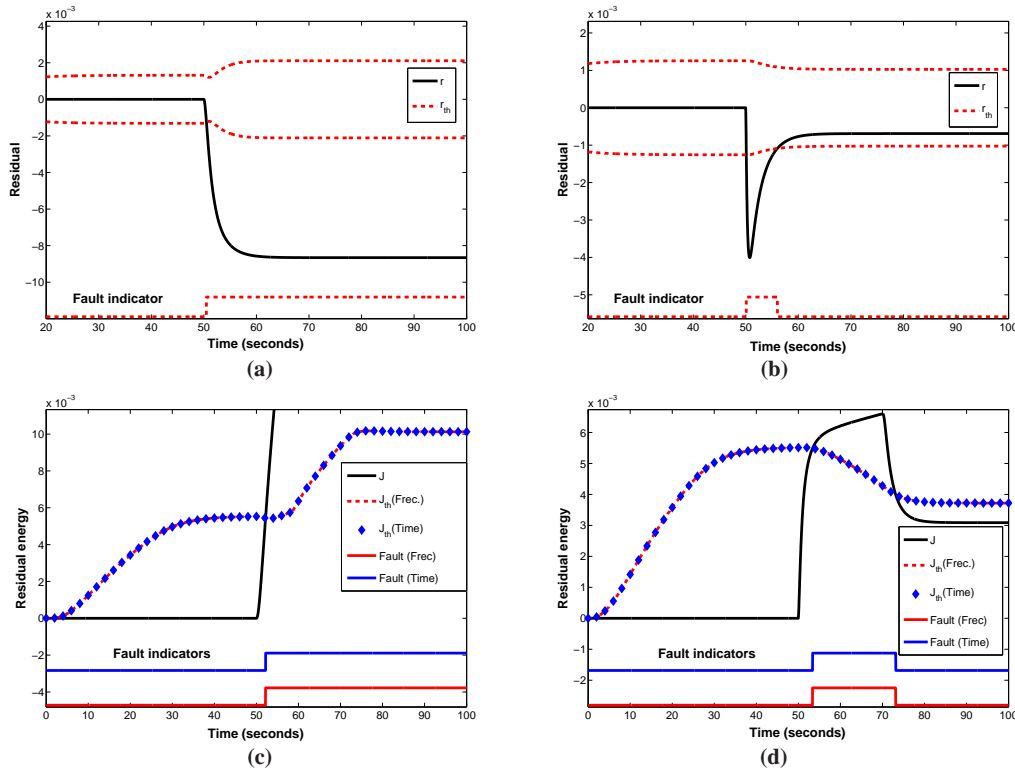 x 10⁻³
4
2
0
−2
−4
−6
−8
−10
Residual
r
r_th
Fault indicator
20 30 40 50 60 70 80 90 100
Time (seconds)
(a)
x 10⁻³
2
1
0
−1
−2
−3
−4
−5
Residual
r
r_th
Fault indicator
20 30 40 50 60 70 80 90 100
Time (seconds)
(b)
x 10⁻³
10
8
6
4
2
0
−2
−4
Residual energy
J
J_th(Frec.)
J_th(Time)
Fault (Frec)
Fault (Time)
Fault indicators
0 10 20 30 40 50 60 70 80 90 100
Time (seconds)
(c)
x 10⁻³
6
5
4
3
2
1
0
−1
−2
Residual energy
J
J_th(Frec.)
J_th(Time)
Fault (Frec)
Fault (Time)
Fault indicators
0 10 20 30 40 50 60 70 80 90 100
Time (seconds)
(d)